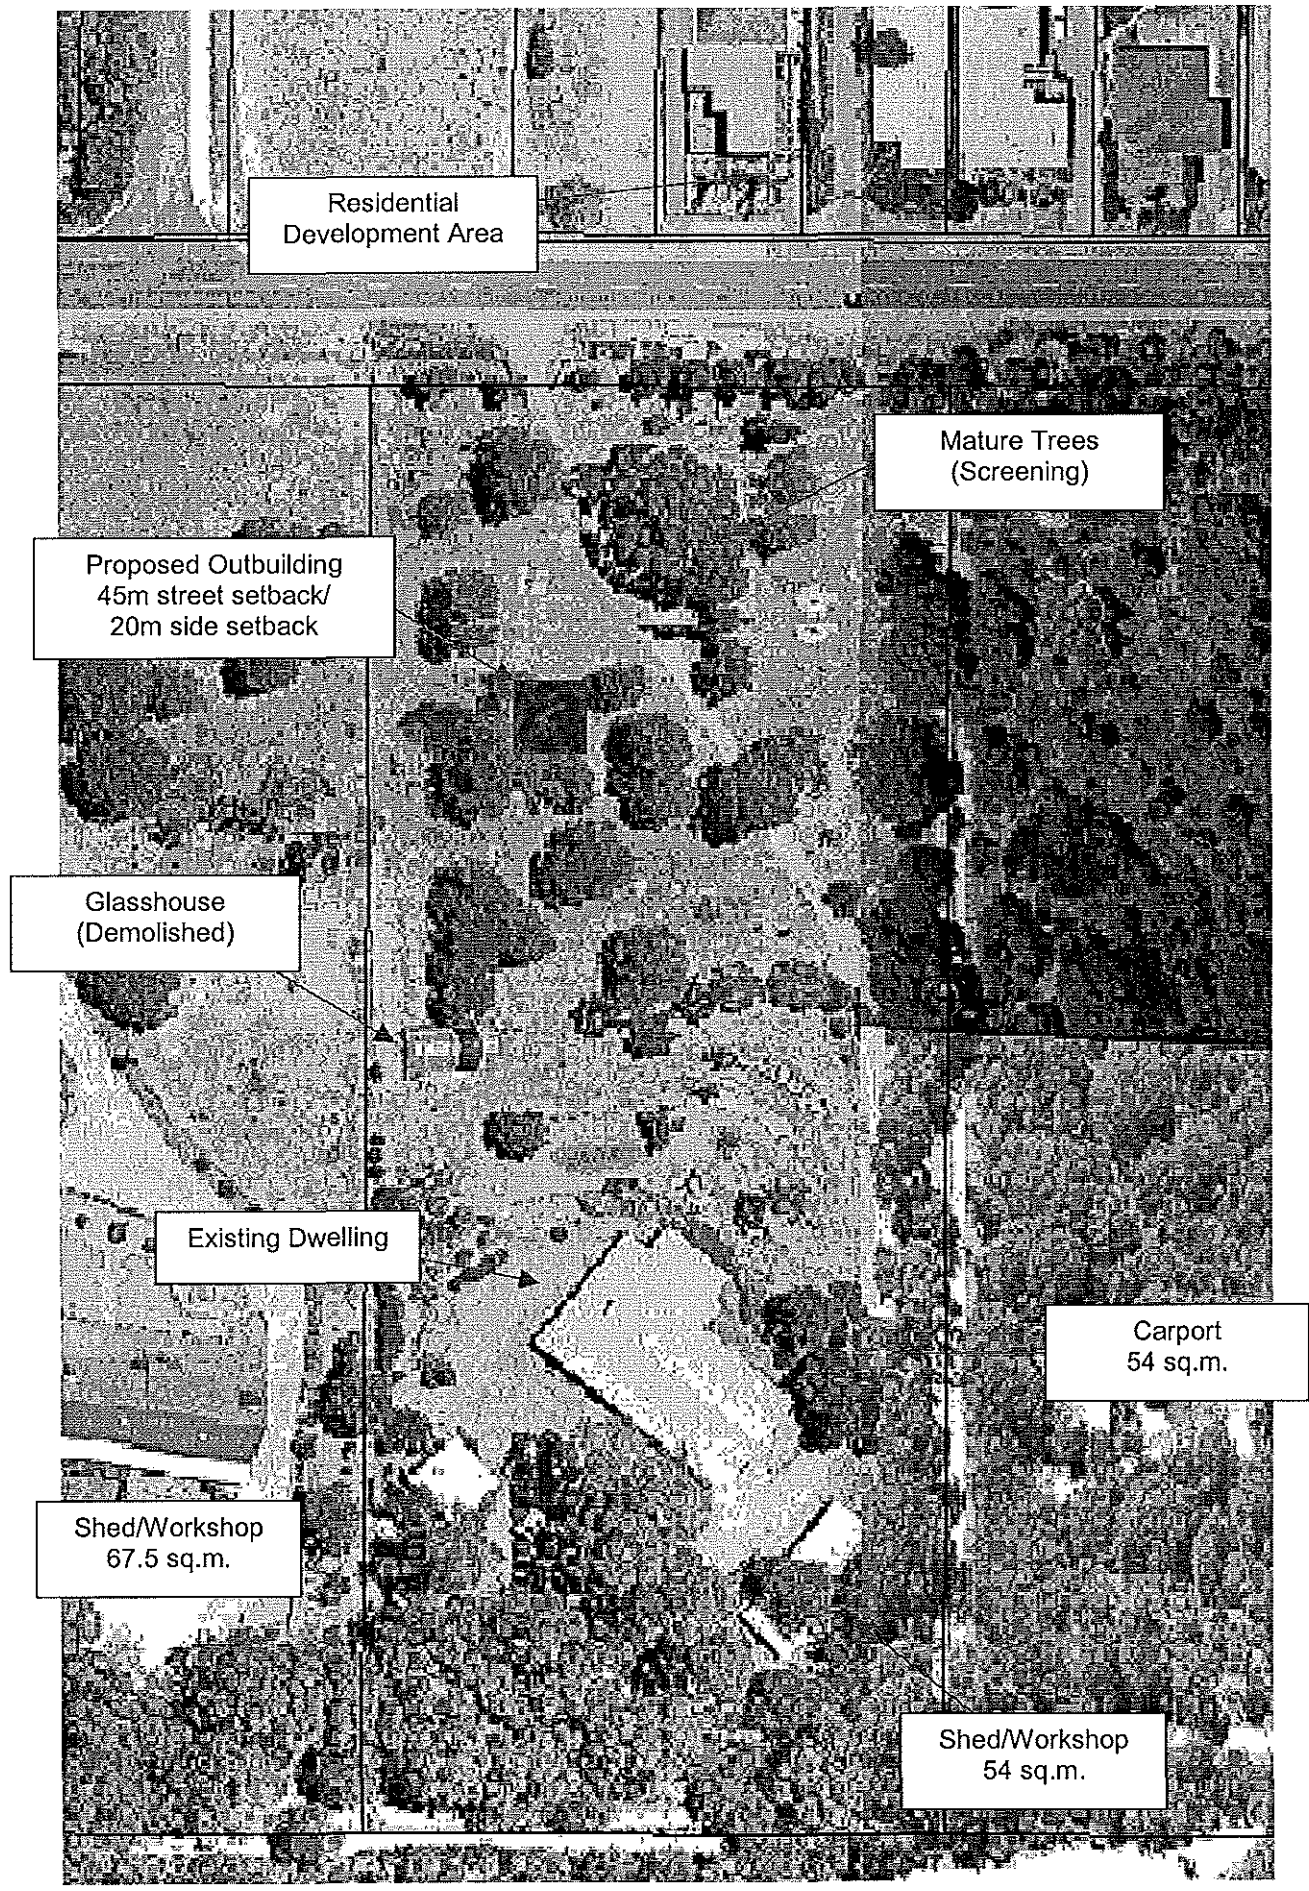 Residential
Development Area
Mature Trees
(Screening)
Proposed Outbuilding
45m street setback/
20m side setback
Glasshouse
(Demolished)
Existing Dwelling
Carport
54 sq.m.
Shed/Workshop
67.5 sq.m.
Shed/Workshop
54 sq.m.